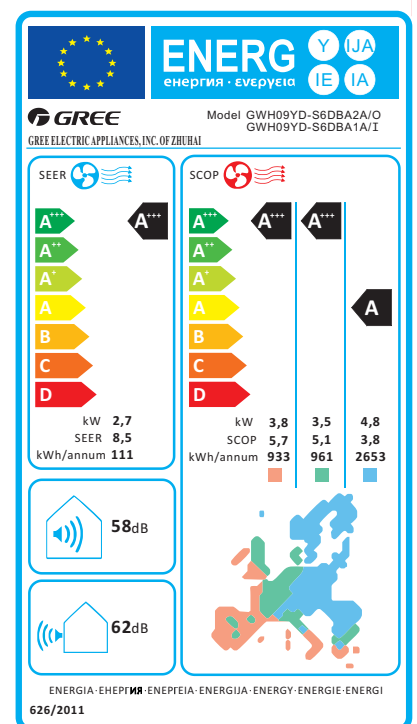 ENERG
енергия · ενεργεια
Y IJA
IE IA
GREE
Model GWH09YD-S6DBA2A/O
GWH09YD-S6DBA1A/I
GREE ELECTRIC APPLIANCES, INC. OF ZHUHAI
SEER
A+++
A++
A+
A
B
C
D
A+++
kW 2,7
SEER 8,5
kWh/annum 111
SCOP
A+++
A++
A+
A
B
C
D
A+++ A+++
A
kW 3,8 3,5 4,8
SCOP 5,7 5,1 3,8
kWh/annum 933 961 2653
58dB
62dB
ENERGIA·ЕНЕРГИЯ·ΕΝΕΡΓΕΙΑ·ENERGIJA·ENERGY·ENERGIE·ENERGI
626/2011